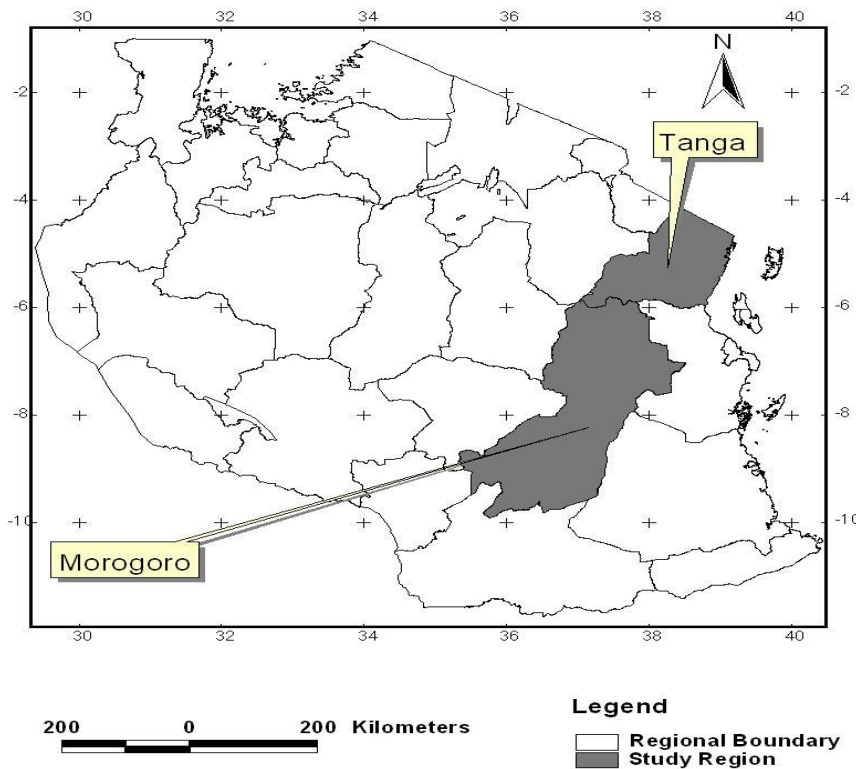 30 32 34 36 38 40
N
-2 -2
Tanga
-4 -4
-6 -6
-8 -8
-10 -10
Morogoro
30 32 34 36 38 40
200 0 200 Kilometers
Legend
Regional Boundary
Study Region